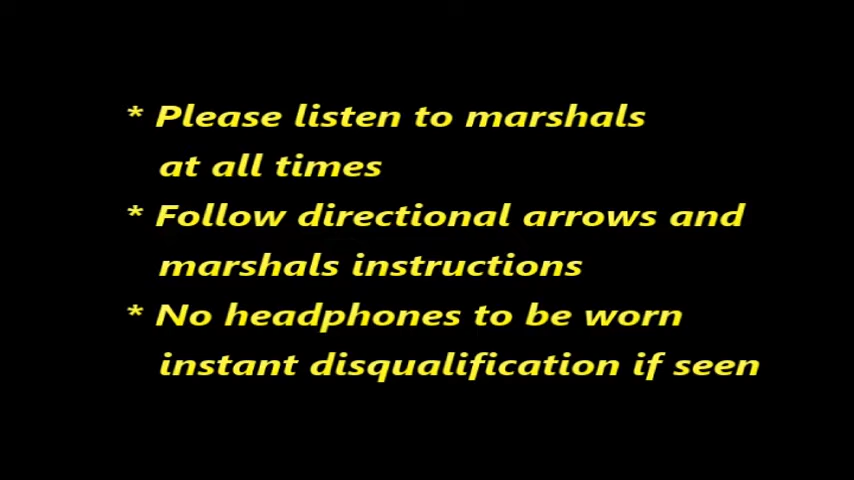 * Please listen to marshals
at all times
* Follow directional arrows and
marshals instructions
* No headphones to be worn
instant disqualification if seen